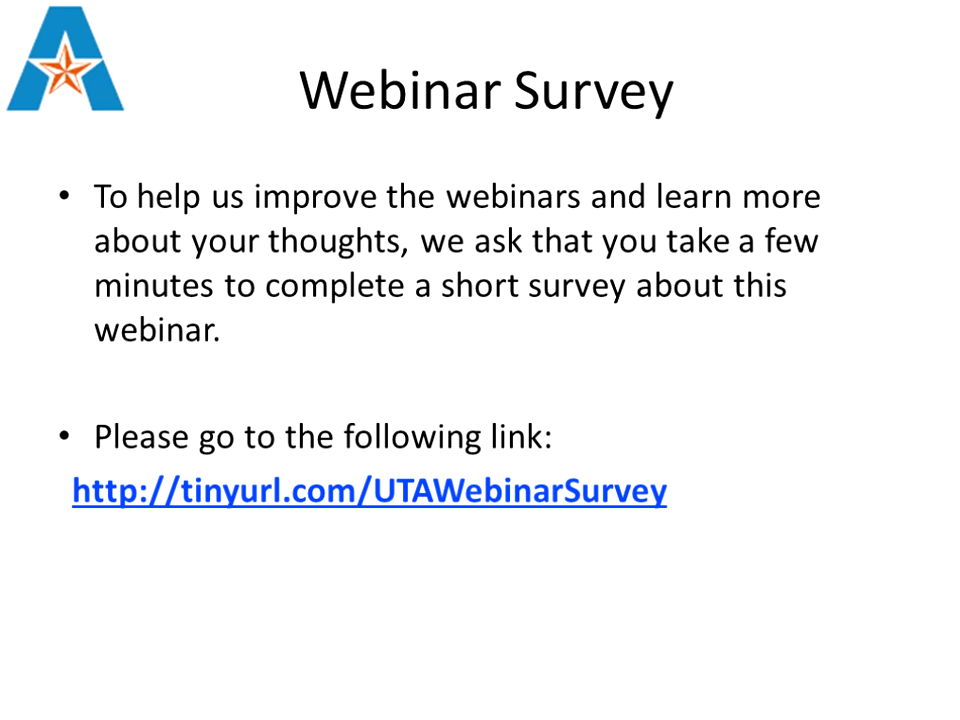 Webinar Survey
• To help us improve the webinars and learn more
about your thoughts, we ask that you take a few
minutes to complete a short survey about this
webinar.
• Please go to the following link:
http://tinyurl.com/UTAWebinarSurvey